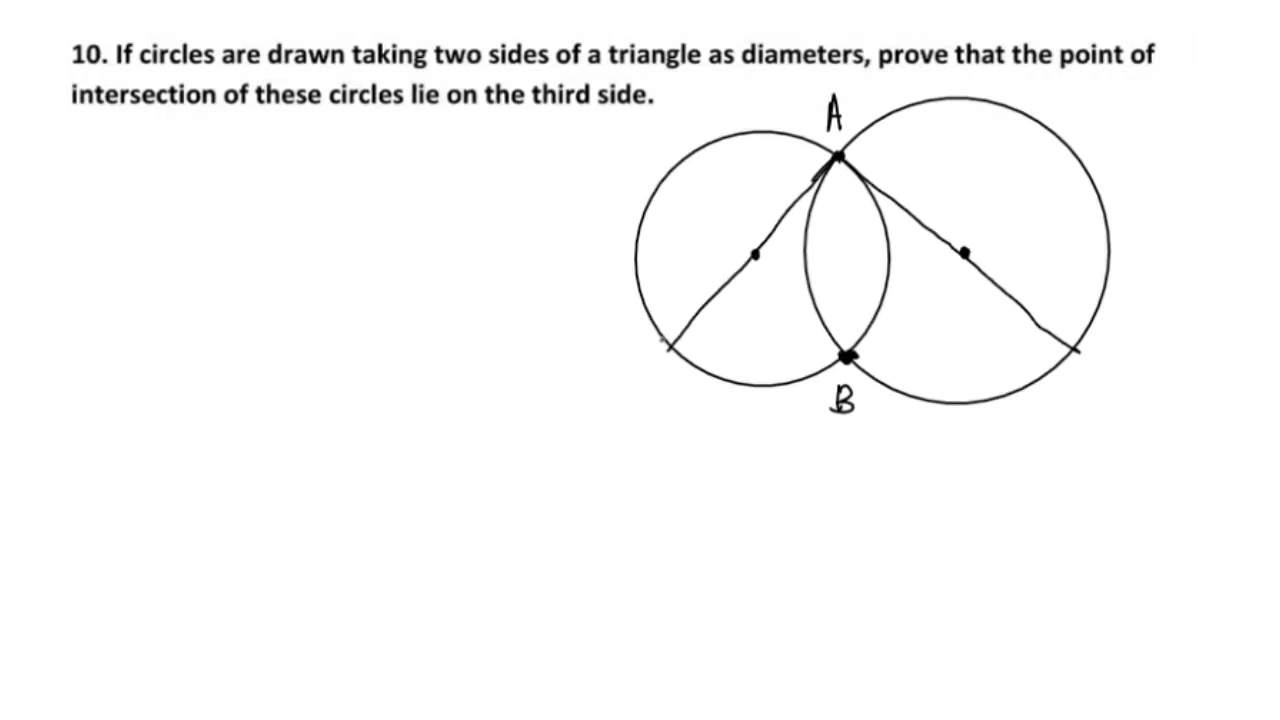 10. If circles are drawn taking two sides of a triangle as diameters, prove that the point of
intersection of these circles lie on the third side.
A
B